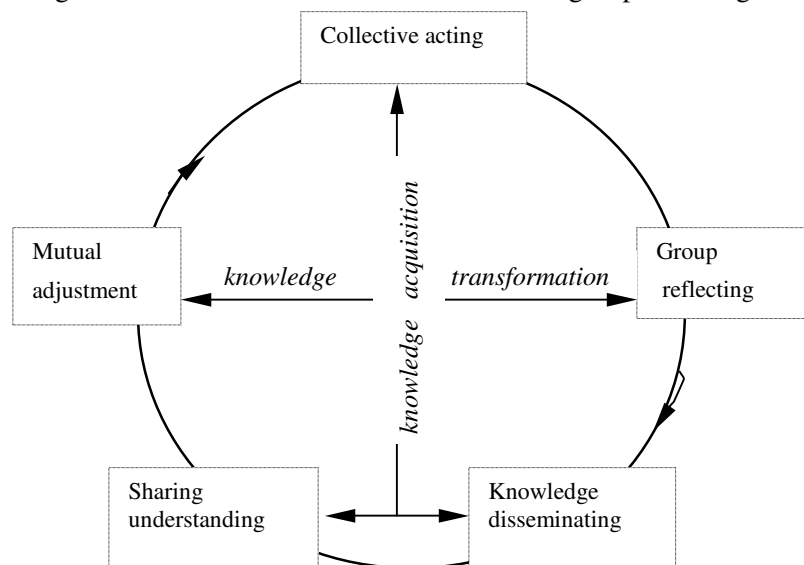 Collective acting
Mutual
adjustment
knowledge
knowledge acquisition
transformation
Group
reflecting
Sharing
understanding
Knowledge
disseminating